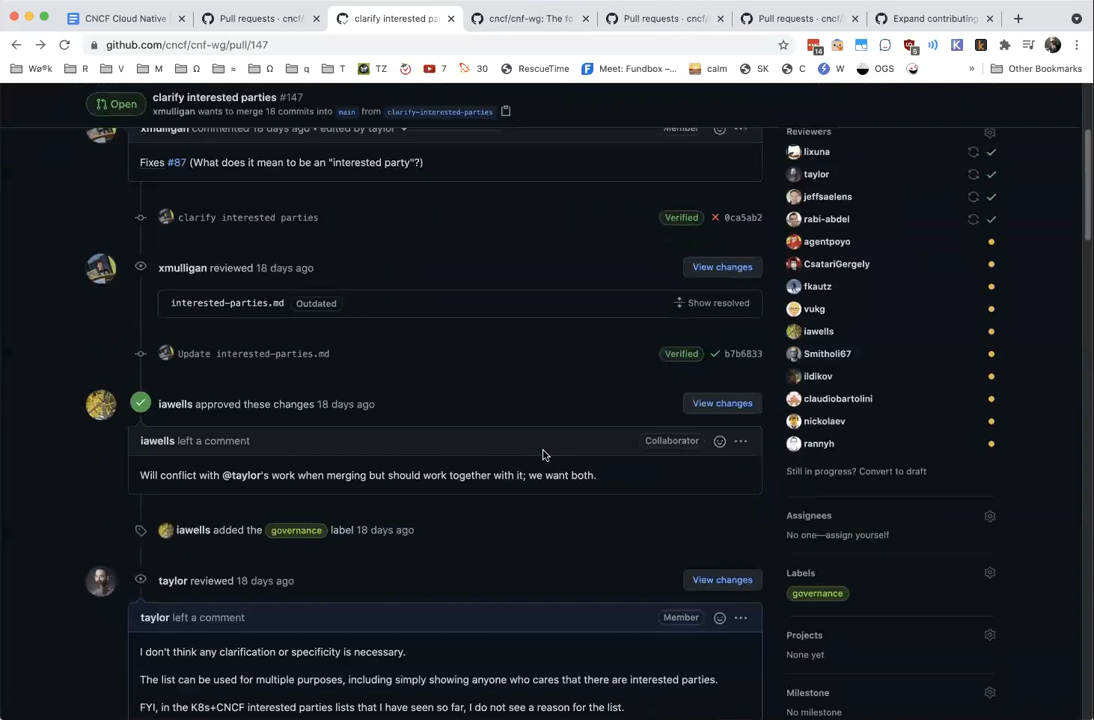 CNCF Cloud Native
Pull requests · cncf/
clarify interested pa
cncf/cnf-wg: The f
Pull requests · cncf/
Pull requests · cncf/
Expand contributing
github.com/cncf/cnf-wg/pull/147
14
5
Wø®k
R
V
M
Ω
≈
Ω
q
T
TZ
7
30
RescueTime
Meet: Fundbox –...
calm
SK
C
W
OGS
»
Other Bookmarks
Open
clarify interested parties #147
xmulligan wants to merge 18 commits into main from clarify-interested-parties
xmulligan commented 18 days ago • edited by taylor
Member
Fixes #87 (What does it mean to be an "interested party"?)
clarify interested parties
Verified
0ca5ab2
xmulligan reviewed 18 days ago
View changes
interested-parties.md
Outdated
Show resolved
Update interested-parties.md
Verified
b7b6833
iawells approved these changes 18 days ago
View changes
iawells left a comment
Collaborator
Will conflict with @taylor's work when merging but should work together with it; we want both.
iawells added the governance label 18 days ago
taylor reviewed 18 days ago
View changes
taylor left a comment
Member
I don't think any clarification or specificity is necessary.
The list can be used for multiple purposes, including simply showing anyone who cares that there are interested parties.
FYI, in the K8s+CNCF interested parties lists that I have seen so far, I do not see a reason for the list.
Reviewers
lixuna
taylor
jeffsaelens
rabi-abdel
agentpoyo
CsatariGergely
fkautz
vukg
iawells
Smitholi67
ildikov
claudiobartolini
nickolaev
rannyh
Still in progress? Convert to draft
Assignees
No one—assign yourself
Labels
governance
Projects
None yet
Milestone
No milestone